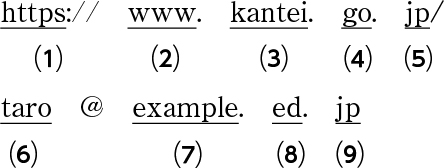 https:// www. kantei. go. jp/
(1) (2) (3) (4) (5)
taro @ example. ed. jp
(6) (7) (8) (9)